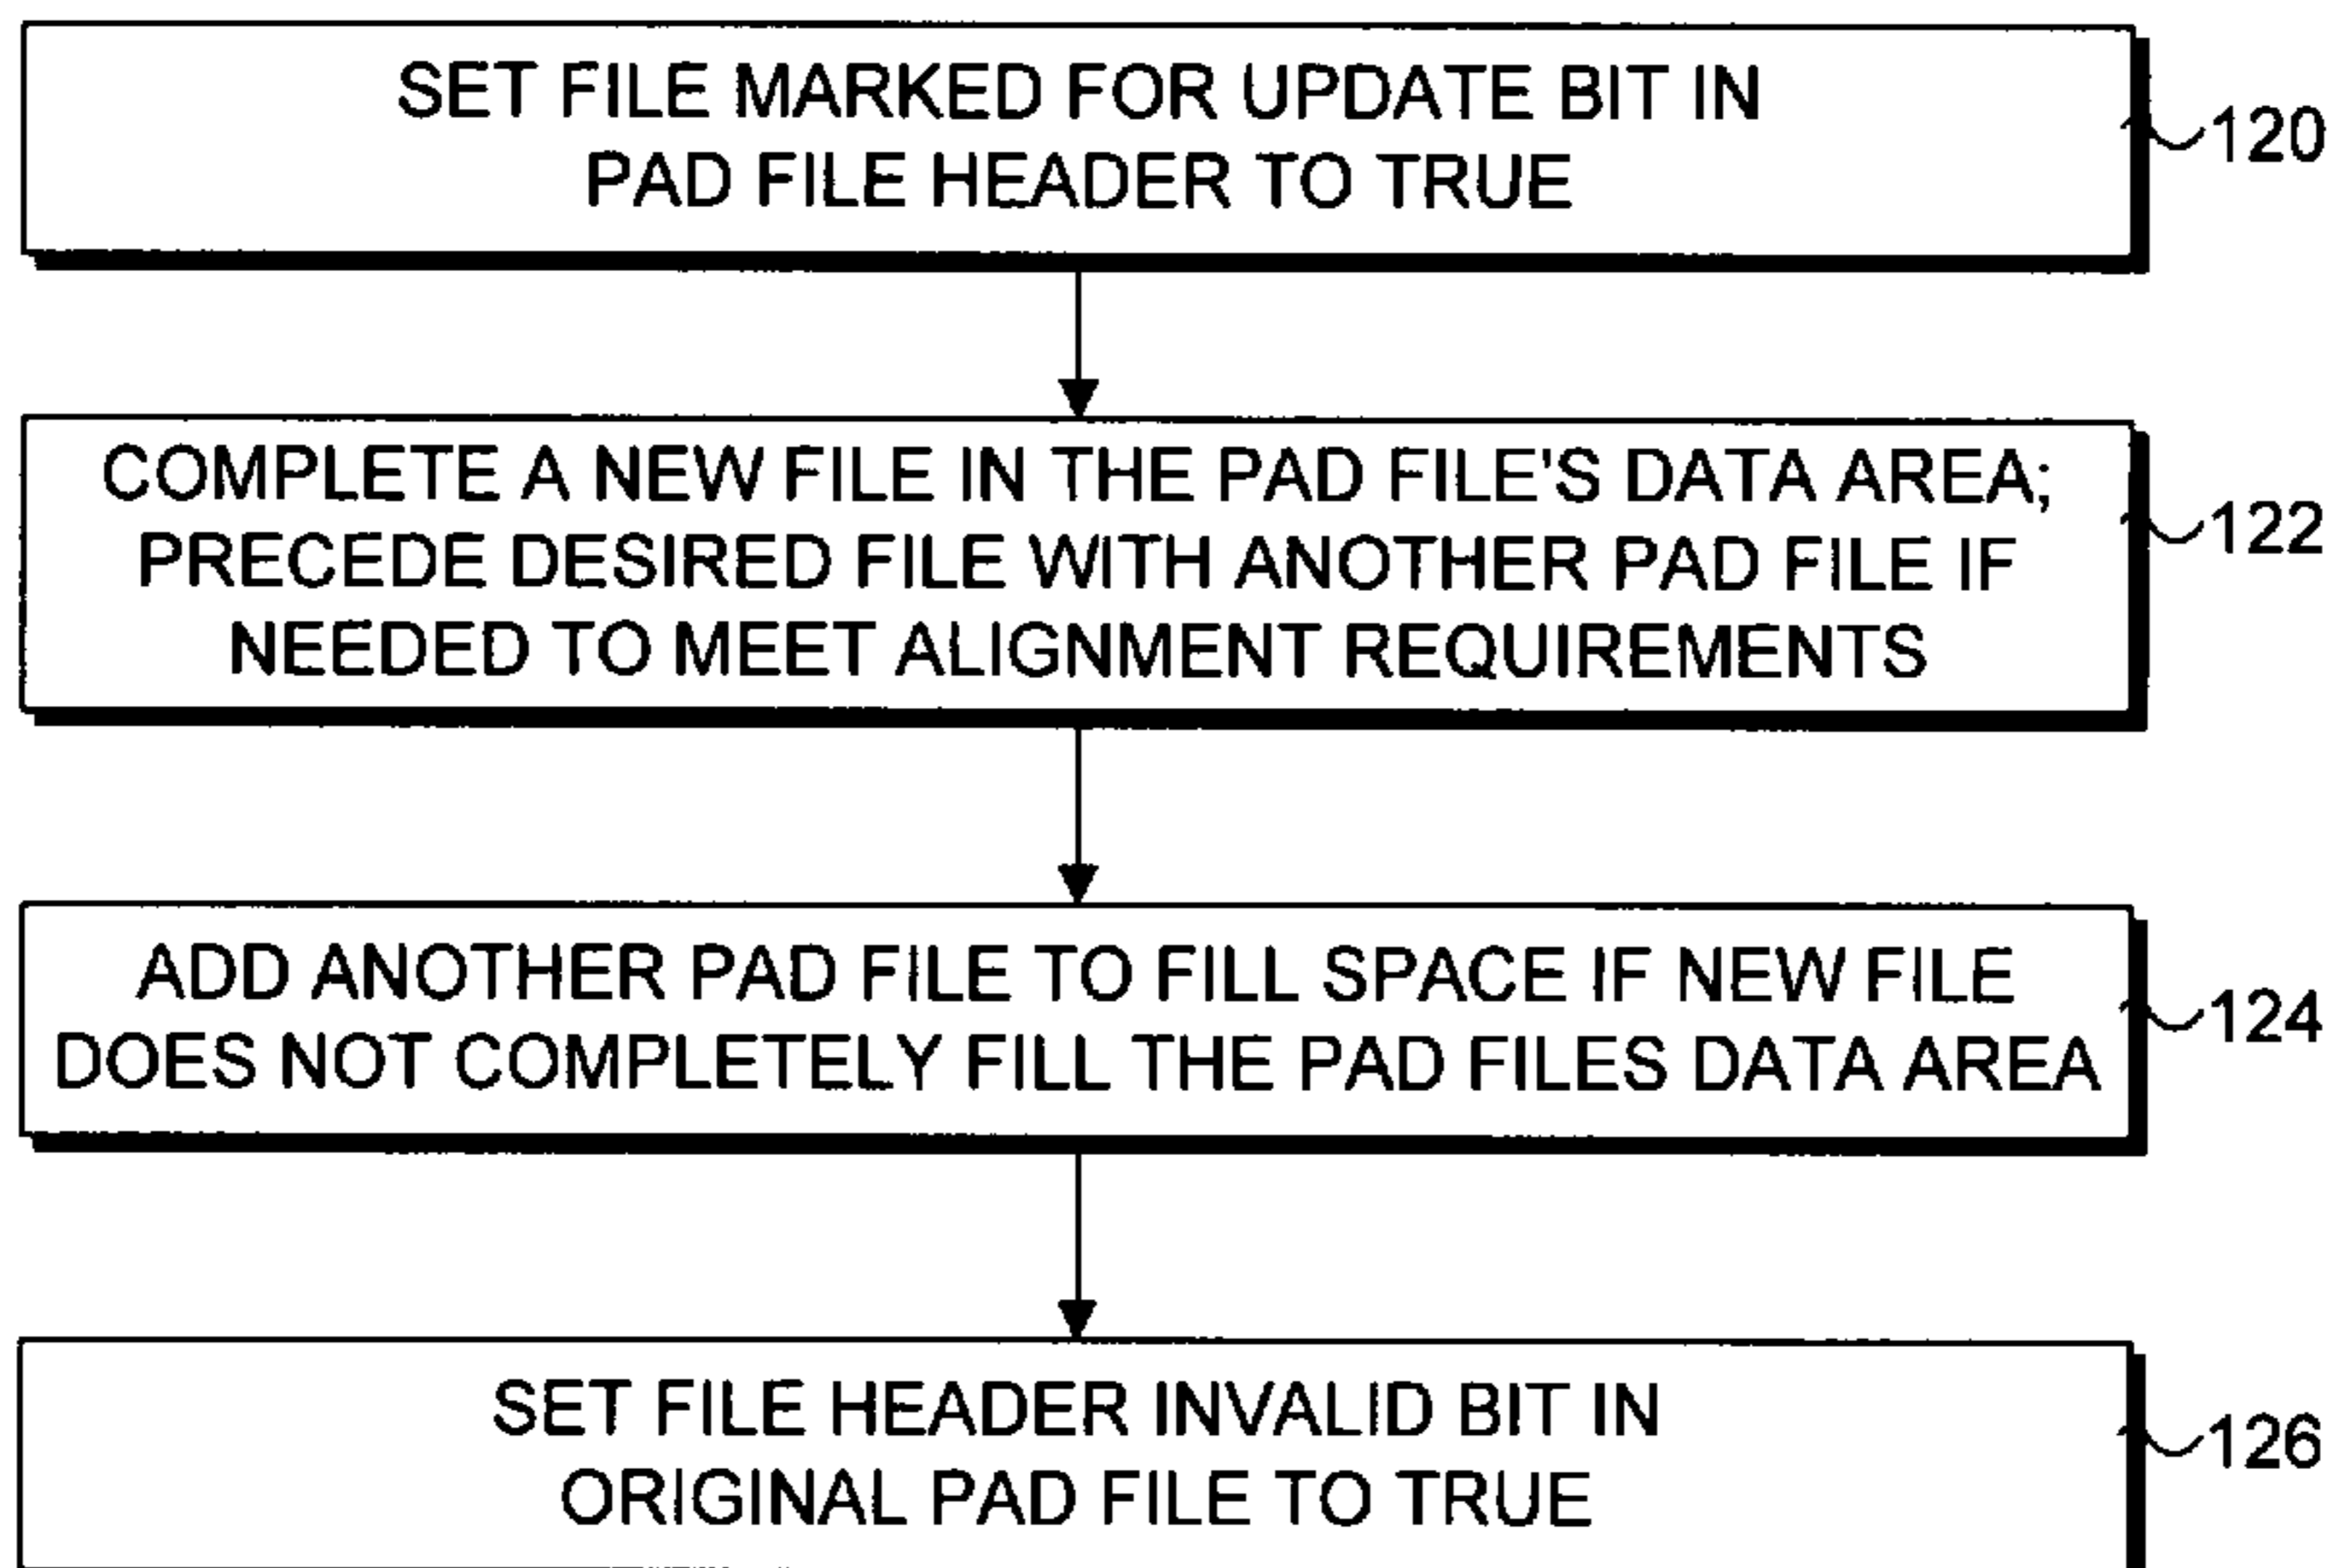 SET FILE MARKED FOR UPDATE BIT IN
PAD FILE HEADER TO TRUE
120
COMPLETE A NEW FILE IN THE PAD FILE'S DATA AREA;
PRECEDE DESIRED FILE WITH ANOTHER PAD FILE IF
NEEDED TO MEET ALIGNMENT REQUIREMENTS
122
ADD ANOTHER PAD FILE TO FILL SPACE IF NEW FILE
DOES NOT COMPLETELY FILL THE PAD FILES DATA AREA
124
SET FILE HEADER INVALID BIT IN
ORIGINAL PAD FILE TO TRUE
126